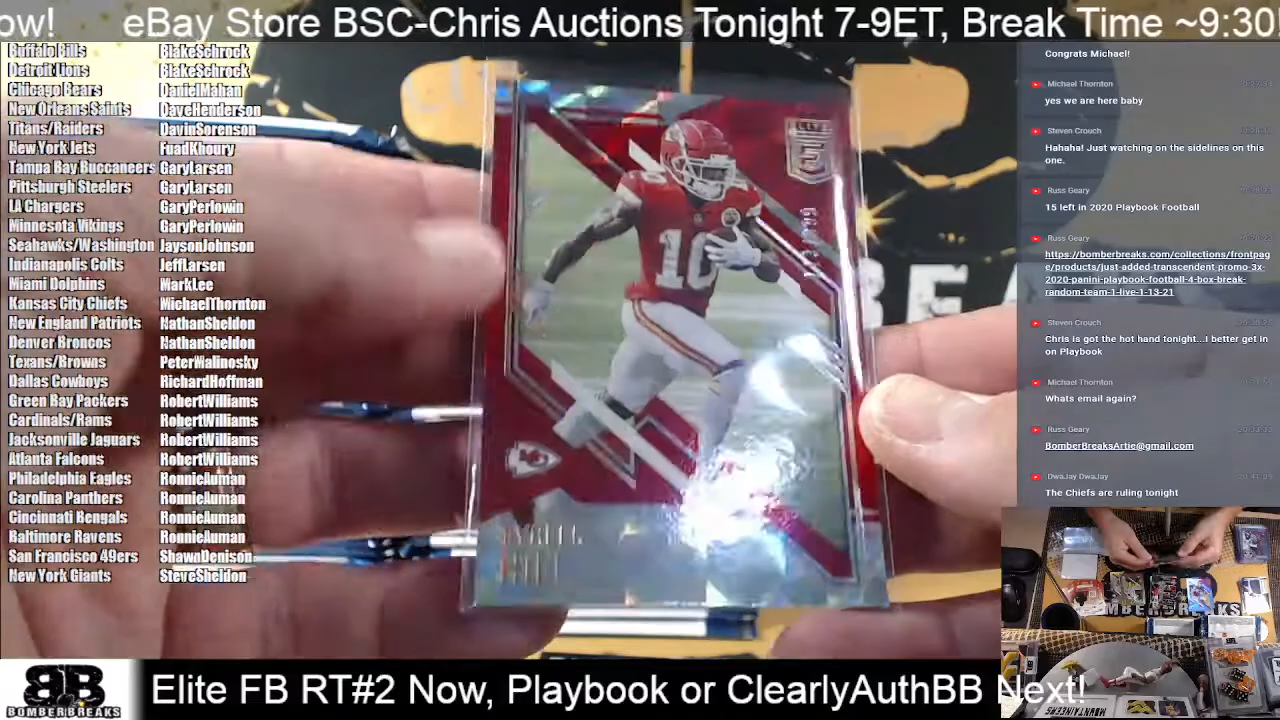 ow! eBay Store BSC-Chris Auctions Tonight 7-9ET, Break Time ~9:30
Buffalo Bills BlakeSchrock
Detroit Lions BlakeSchrock
Chicago Bears DanielMahan
New Orleans Saints DaveHenderson
Titans/Raiders DavinSorenson
New York Jets FuadKhoury
Tampa Bay Buccaneers GaryLarsen
Pittsburgh Steelers GaryLarsen
LA Chargers GaryPerlowin
Minnesota Vikings GaryPerlowin
Seahawks/Washington JaysonJohnson
Indianapolis Colts JeffLarsen
Miami Dolphins MarkLee
Kansas City Chiefs MichaelThornton
New England Patriots NathanSheldon
Denver Broncos NathanSheldon
Texans/Browns PeterMalinosky
Dallas Cowboys RichardHoffman
Green Bay Packers RobertWilliams
Cardinals/Rams RobertWilliams
Jacksonville Jaguars RobertWilliams
Atlanta Falcons RobertWilliams
Philadelphia Eagles RonnieAuman
Carolina Panthers RonnieAuman
Cincinnati Bengals RonnieAuman
Baltimore Ravens RonnieAuman
San Francisco 49ers ShawnDenison
New York Giants SteveSheldon
ELITE
10
Congrats Michael!
Michael Thornton
yes we are here baby
Steven Crouch
Hahaha! Just watching on the sidelines on this
one.
Russ Geary
15 left in 2020 Playbook Football
Russ Geary
https://bomberbreaks.com/collections/frontpag
e/products/just-added-transcendent-promo-3x-
2020-panini-playbook-football-4-box-break-
random-team-1-live-1-13-21
Steven Crouch
Chris is got the hot hand tonight...I better get in
on Playbook
Michael Thornton
Whats email again?
Russ Geary
BomberBreaksArtie@gmail.com
DwaJay DwaJay
The Chiefs are ruling tonight
BOMBERBREAKS
MOUNTAINEERS
BB
BOMBERBREAKS
Elite FB RT#2 Now, Playbook or ClearlyAuthBB Next!